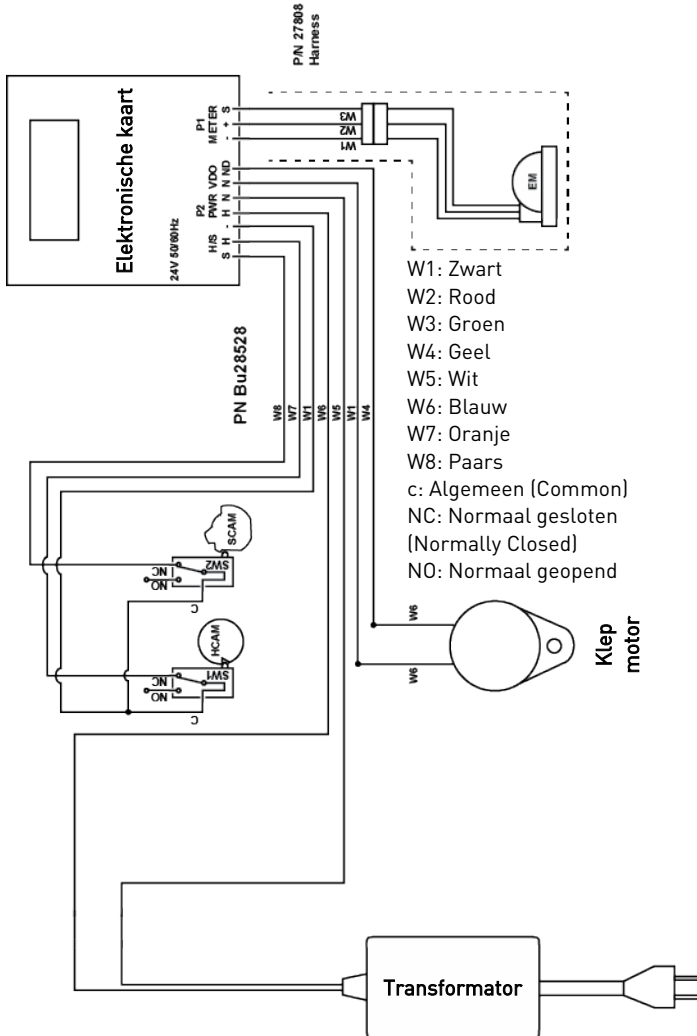 P/N 27808
Harness
Elektronische kaart
24V 50/60Hz
P1
METER
- + S
P2
H/S PWR VDO
S H - H N N ND
W1
W2
W3
EM
PN Bu28528
W8
W7
W1
W6
W5
W1
W4
W1: Zwart
W2: Rood
W3: Groen
W4: Geel
W5: Wit
W6: Blauw
W7: Oranje
W8: Paars
c: Algemeen (Common)
NC: Normaal gesloten
(Normally Closed)
NO: Normaal geopend
SCAM
SW2
NC
NO
C
HCAM
SW1
NC
NO
C
W6
W6
Klep
motor
Transformator